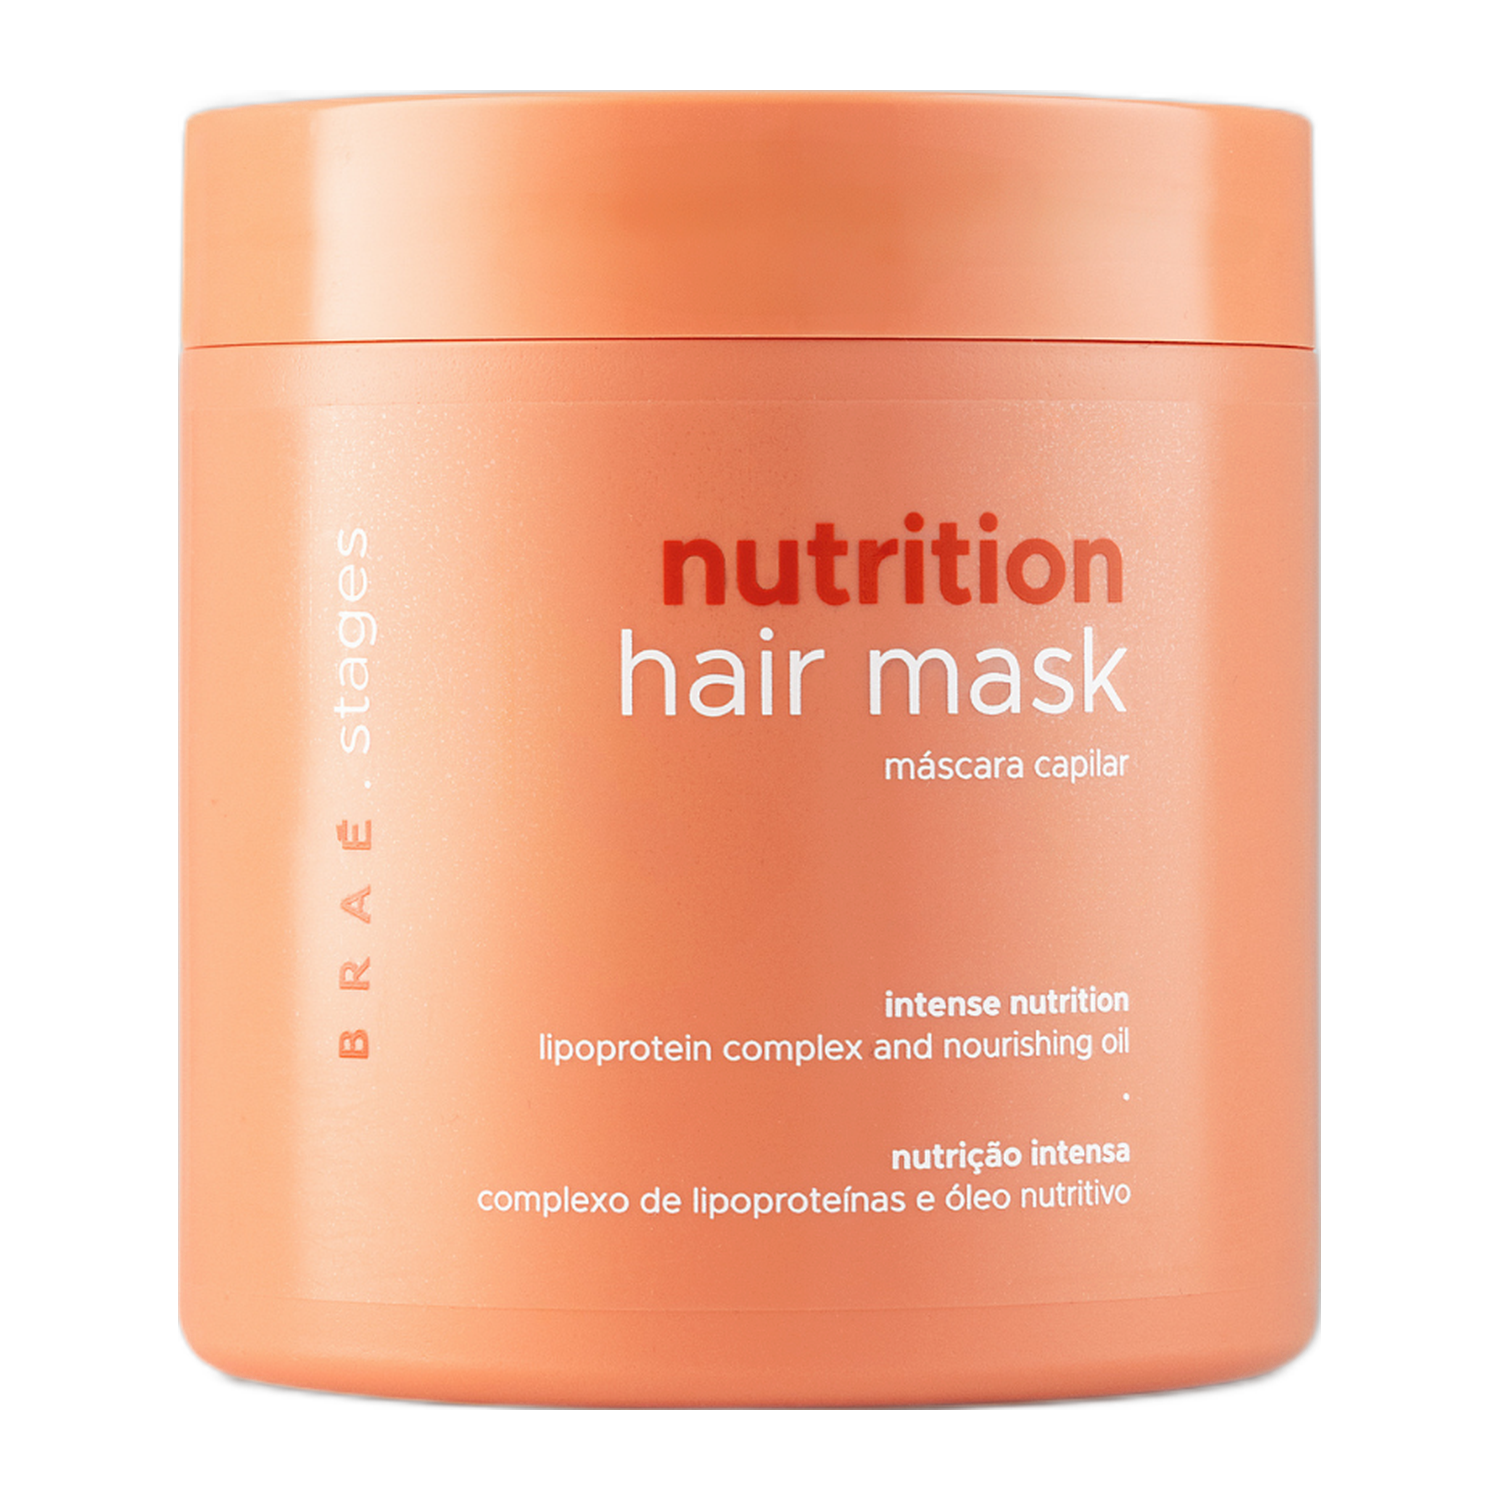 BRAÉ . stages
nutrition
hair mask
máscara capilar
intense nutrition
lipoprotein complex and nourishing oil
.
nutrição intensa
complexo de lipoproteínas e óleo nutritivo